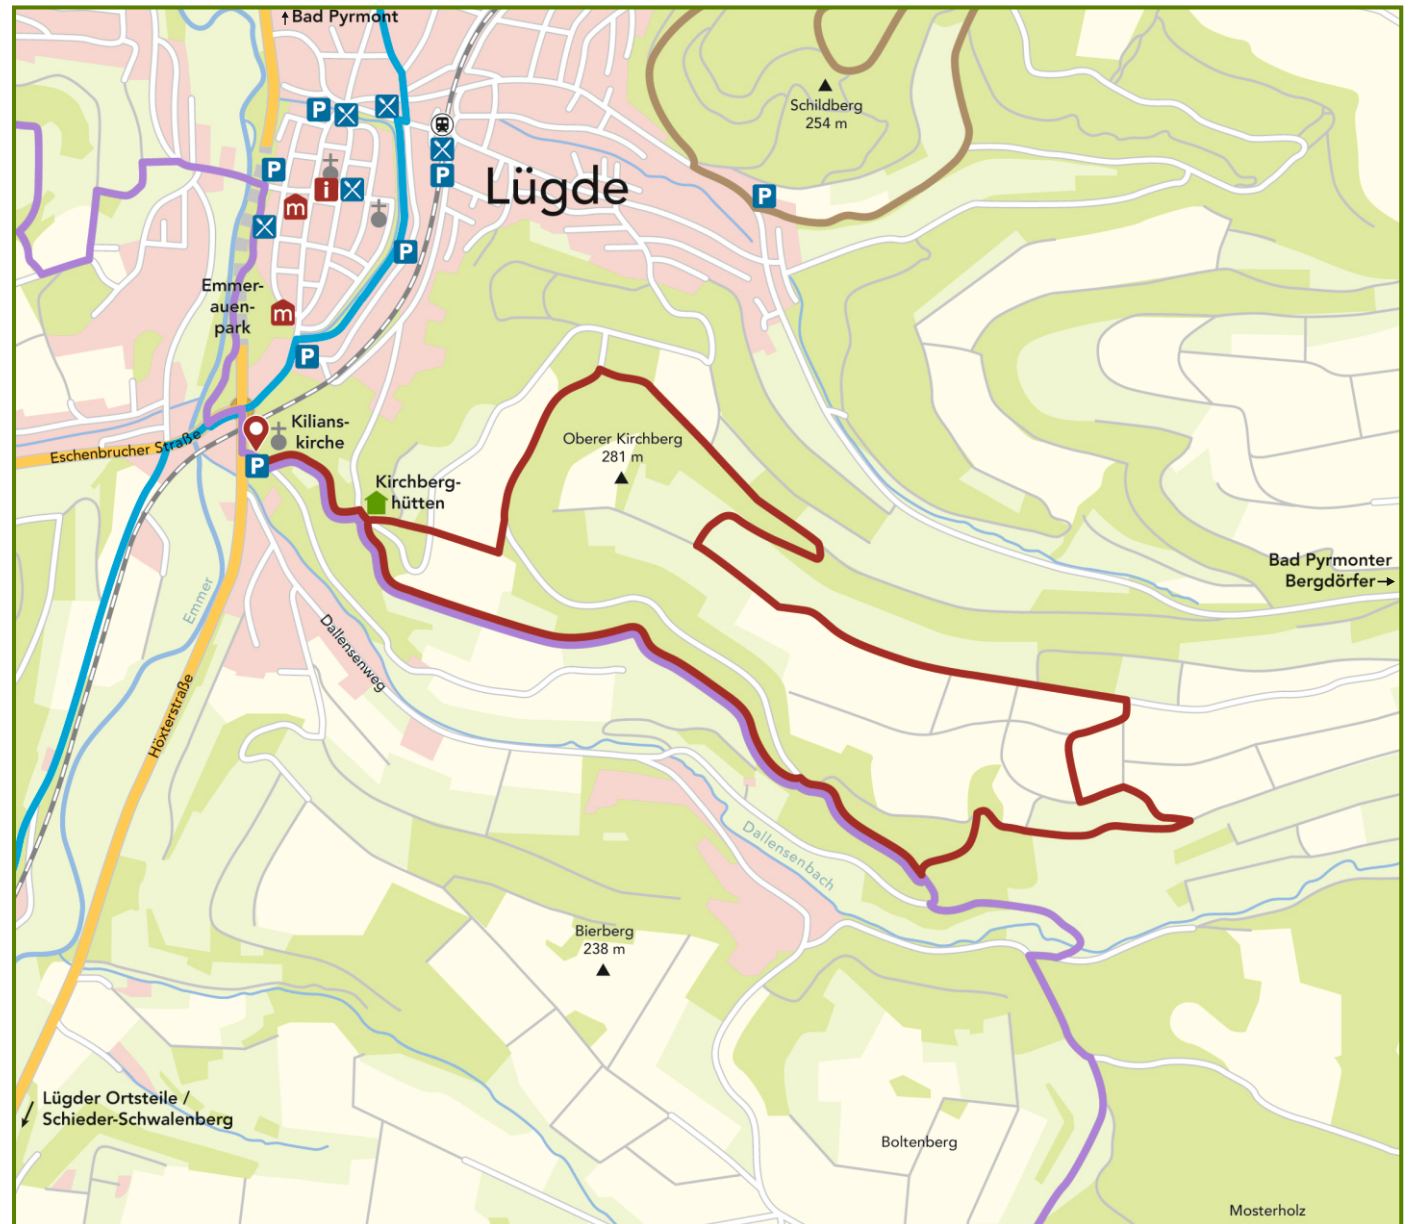 Bad Pyrmont
Schildberg
254 m
P
P
P
P
i
m
Lügde
P
P
Emmer-
auen-
park
m
P
Kilians-
kirche
Eschenbrucher Straße
P
Oberer Kirchberg
281 m
Kirchberg-
hütten
Bad Pyrmonter
Bergdörfer
Emmer
Dallensenweg
Höxterstraße
Dallensenbach
Bierberg
238 m
Lügder Ortsteile /
Schieder-Schwalenberg
Boltenberg
Mosterholz